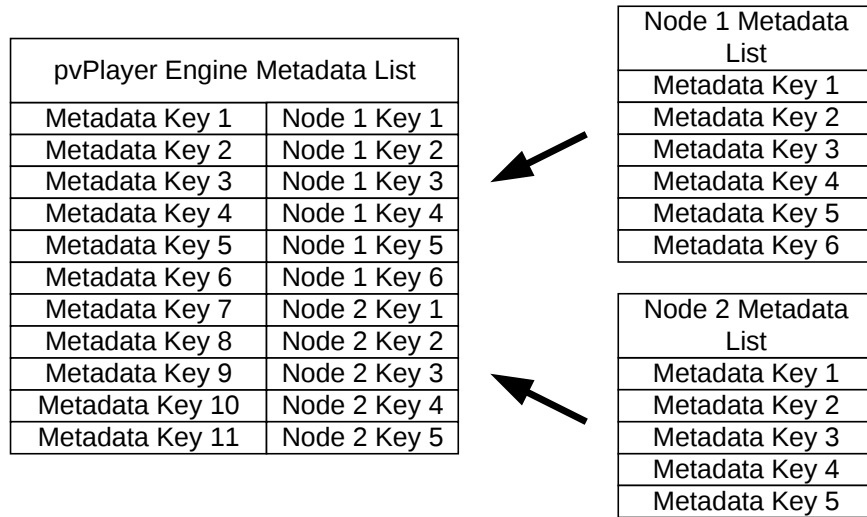 pvPlayer Engine Metadata List
Metadata Key 1 Node 1 Key 1
Metadata Key 2 Node 1 Key 2
Metadata Key 3 Node 1 Key 3
Metadata Key 4 Node 1 Key 4
Metadata Key 5 Node 1 Key 5
Metadata Key 6 Node 1 Key 6
Metadata Key 7 Node 2 Key 1
Metadata Key 8 Node 2 Key 2
Metadata Key 9 Node 2 Key 3
Metadata Key 10 Node 2 Key 4
Metadata Key 11 Node 2 Key 5
Node 1 Metadata
List
Metadata Key 1
Metadata Key 2
Metadata Key 3
Metadata Key 4
Metadata Key 5
Metadata Key 6
Node 2 Metadata
List
Metadata Key 1
Metadata Key 2
Metadata Key 3
Metadata Key 4
Metadata Key 5